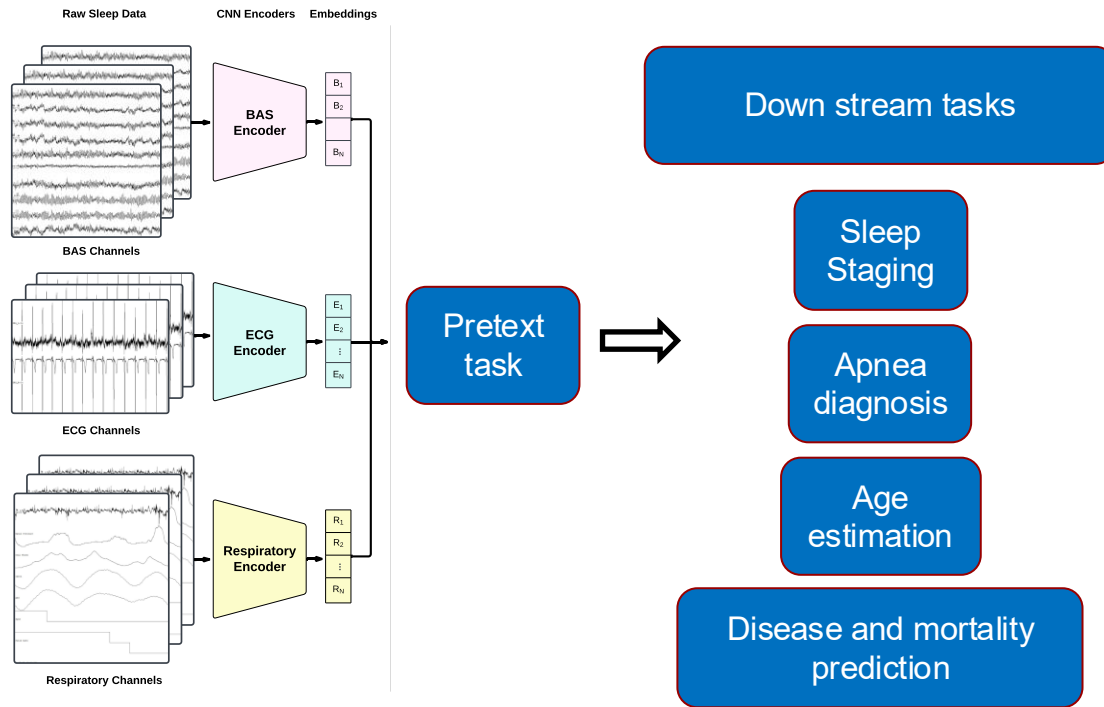 Raw Sleep Data
CNN Encoders
Embeddings
BAS
Encoder
B1
B2
BN
BAS Channels
ECG
Encoder
E1
E2
⋮
EN
ECG Channels
Respiratory
Encoder
R1
R2
⋮
RN
Respiratory Channels
Pretext
task
Down stream tasks
Sleep
Staging
Apnea
diagnosis
Age
estimation
Disease and mortality
prediction